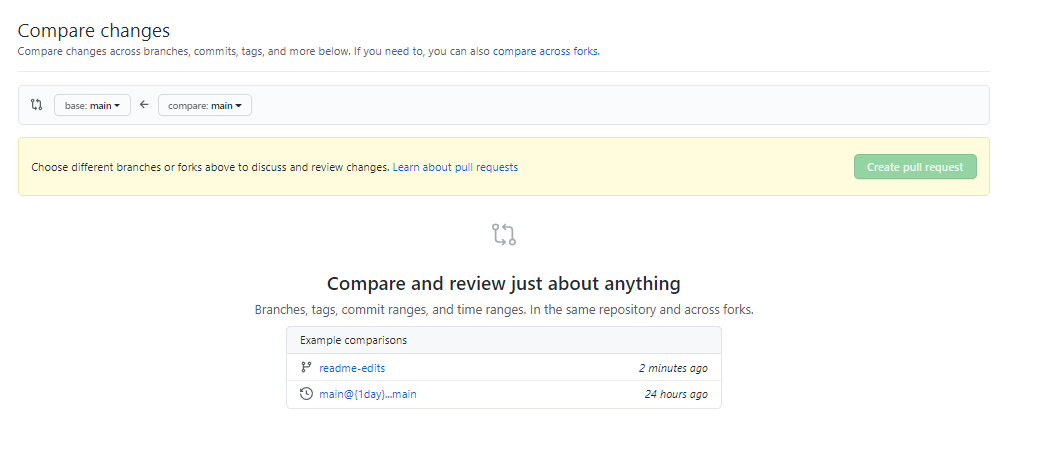 Compare changes
Compare changes across branches, commits, tags, and more below. If you need to, you can also compare across forks.
base: main
compare: main
Choose different branches or forks above to discuss and review changes. Learn about pull requests
Create pull request
Compare and review just about anything
Branches, tags, commit ranges, and time ranges. In the same repository and across forks.
Example comparisons
readme-edits 2 minutes ago
main@{1day}...main 24 hours ago